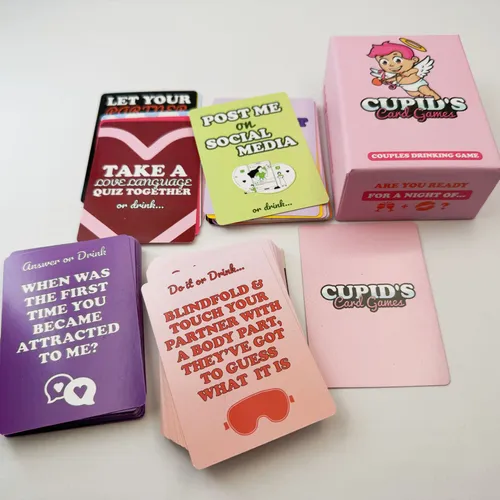 LET YOUR
PARTNER
TAKE A
LOVE LANGUAGE
QUIZ TOGETHER
or drink...
POST ME
on
SOCIAL
MEDIA
or drink...
CUPID'S
Card Games
COUPLES DRINKING GAME
ARE YOU READY
FOR A NIGHT OF...
+ ?
Answer or Drink
WHEN WAS
THE FIRST
TIME YOU
BECAME
ATTRACTED
TO ME?
Do it or Drink...
BLINDFOLD &
TOUCH YOUR
PARTNER WITH
A BODY PART,
THEY'VE GOT
TO GUESS
WHAT IT IS
CUPID'S
Card Games